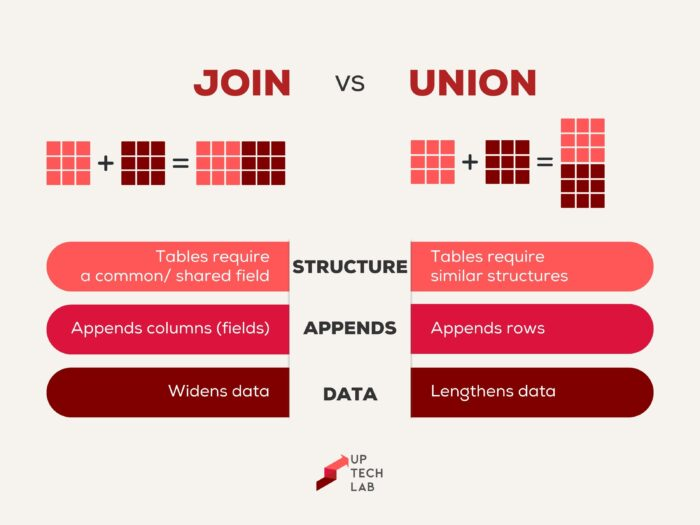 JOIN vs UNION
+ =
+ =
Tables require
a common/ shared field
STRUCTURE
Tables require
similar structures
Appends columns (fields)
APPENDS
Appends rows
Widens data
DATA
Lengthens data
UP
TECH
LAB